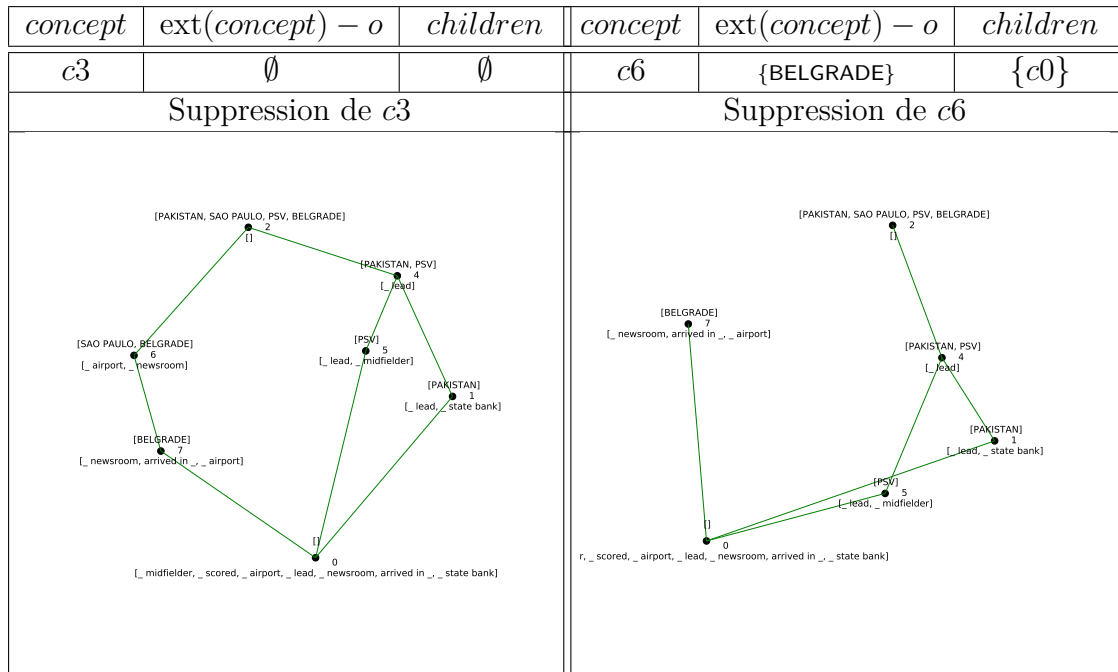 concept ext(concept) − o children concept ext(concept) − o children
c3 ∅ ∅ c6 {BELGRADE} {c0}
Suppression de c3 Suppression de c6
[PAKISTAN, SAO PAULO, PSV, BELGRADE]
2
[]
[PAKISTAN, PSV]
4
[_ lead]
[SAO PAULO, BELGRADE]
6
[_ airport, _ newsroom]
[PSV]
5
[_ lead, _ midfielder]
[PAKISTAN]
1
[_ lead, _ state bank]
[BELGRADE]
7
[_ newsroom, arrived in _, _ airport]
[]
0
[_ midfielder, _ scored, _ airport, _ lead, _ newsroom, arrived in _, _ state bank]
[PAKISTAN, SAO PAULO, PSV, BELGRADE]
2
[]
[BELGRADE]
7
[_ newsroom, arrived in _, _ airport]
[PAKISTAN, PSV]
4
[_ lead]
[PAKISTAN]
1
[_ lead, _ state bank]
[PSV]
5
[_ lead, _ midfielder]
[]
0
r, _ scored, _ airport, _ lead, _ newsroom, arrived in _, _ state bank]